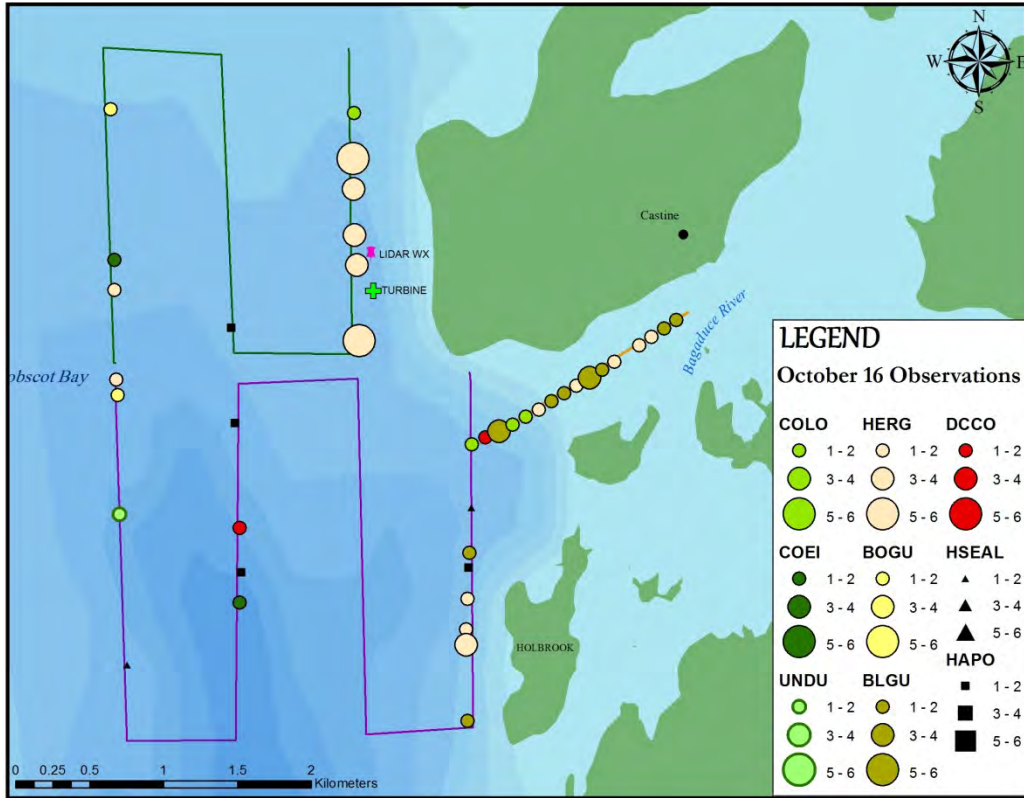 N
W E
S
Castine
LIDAR WX
TURBINE
Bagaduce River
obscot Bay
HOLBROOK
LEGEND
October 16 Observations
COLO HERG DCCO
1 - 2 1 - 2 1 - 2
3 - 4 3 - 4 3 - 4
5 - 6 5 - 6 5 - 6
COEI BOGU HSEAL
1 - 2 1 - 2 1 - 2
3 - 4 3 - 4 3 - 4
5 - 6 5 - 6 5 - 6
HAPO
UNDU BLGU
1 - 2 1 - 2 1 - 2
3 - 4 3 - 4 3 - 4
5 - 6 5 - 6 5 - 6
0 0.25 0.5 1 1.5 2
Kilometers